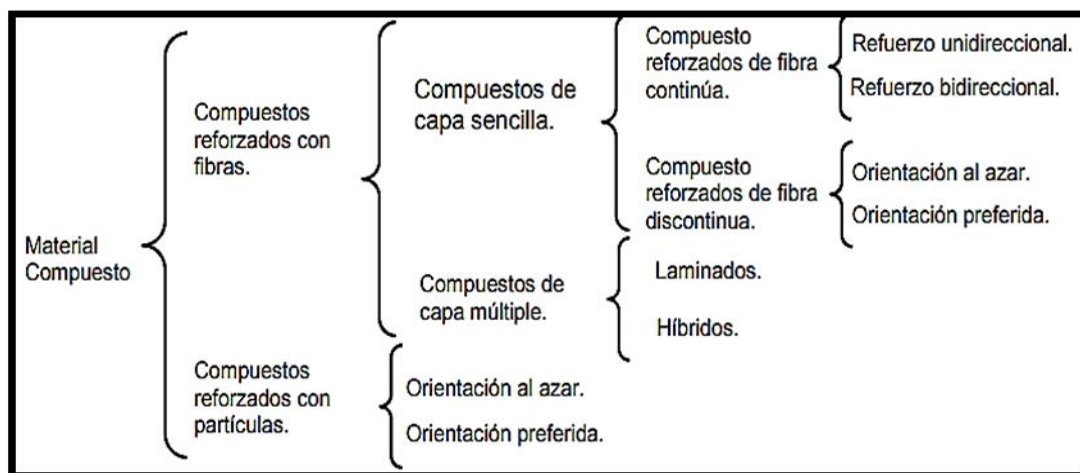 Material
Compuesto
Compuestos
reforzados con
fibras.
Compuestos de
capa sencilla.
Compuesto
reforzados de fibra
continúa.
Refuerzo unidireccional.
Refuerzo bidireccional.
Compuesto
reforzados de fibra
discontinua.
Orientación al azar.
Orientación preferida.
Compuestos de
capa múltiple.
Laminados.
Híbridos.
Compuestos
reforzados con
partículas.
Orientación al azar.
Orientación preferida.